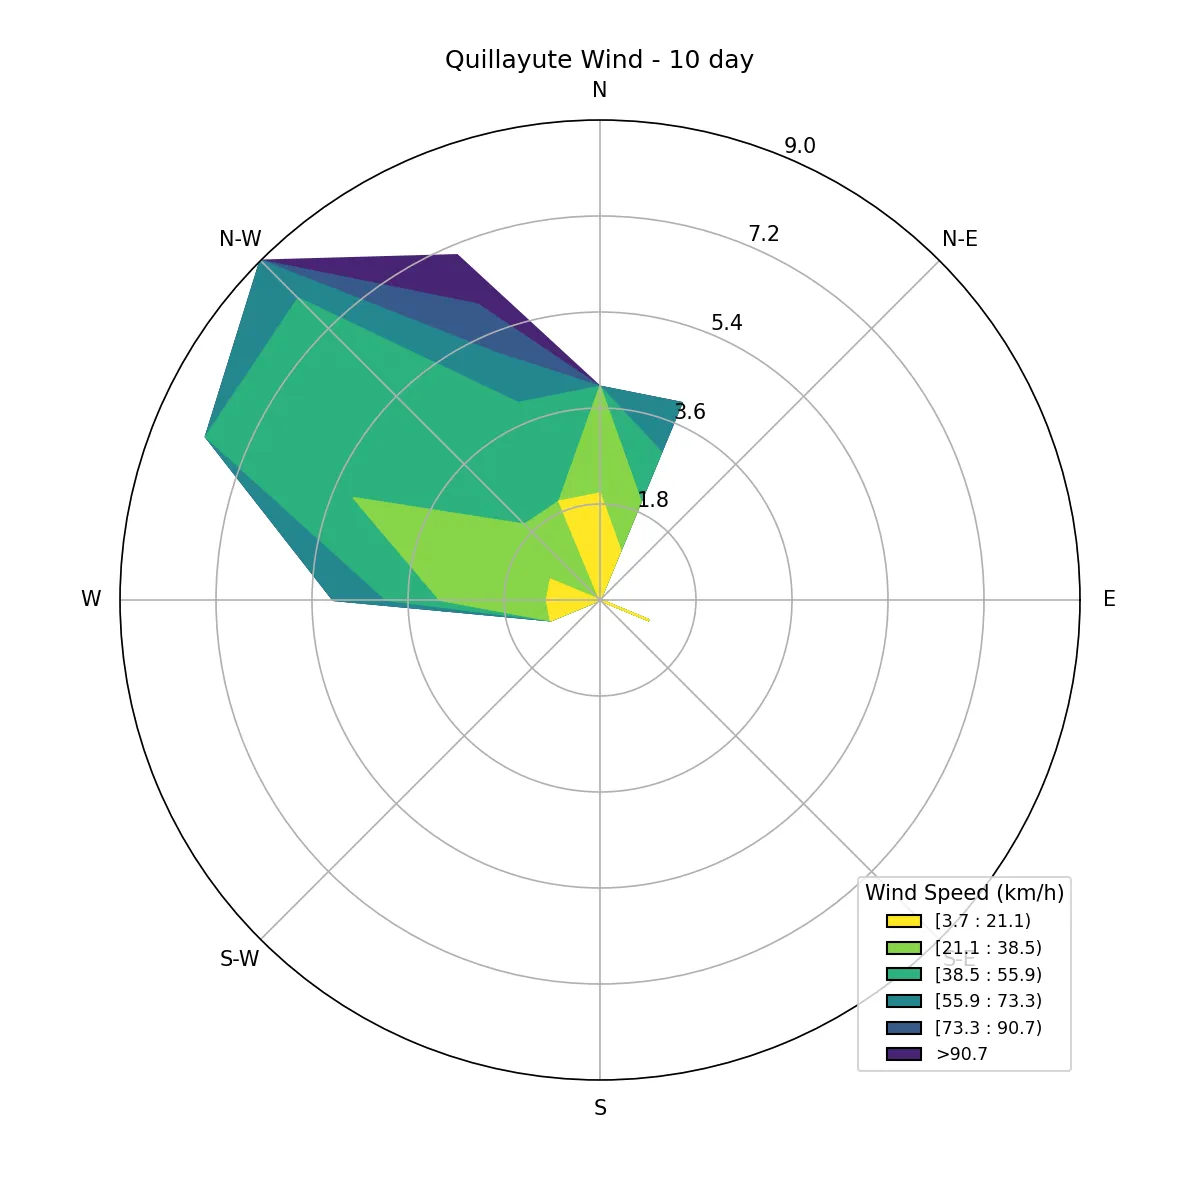 Quillayute Wind - 10 day
N
9.0
7.2
N-W
N-E
5.4
3.6
1.8
W
E
Wind Speed (km/h)
[3.7 : 21.1)
[21.1 : 38.5)
S-W
S-E
[38.5 : 55.9)
[55.9 : 73.3)
[73.3 : 90.7)
>90.7
S